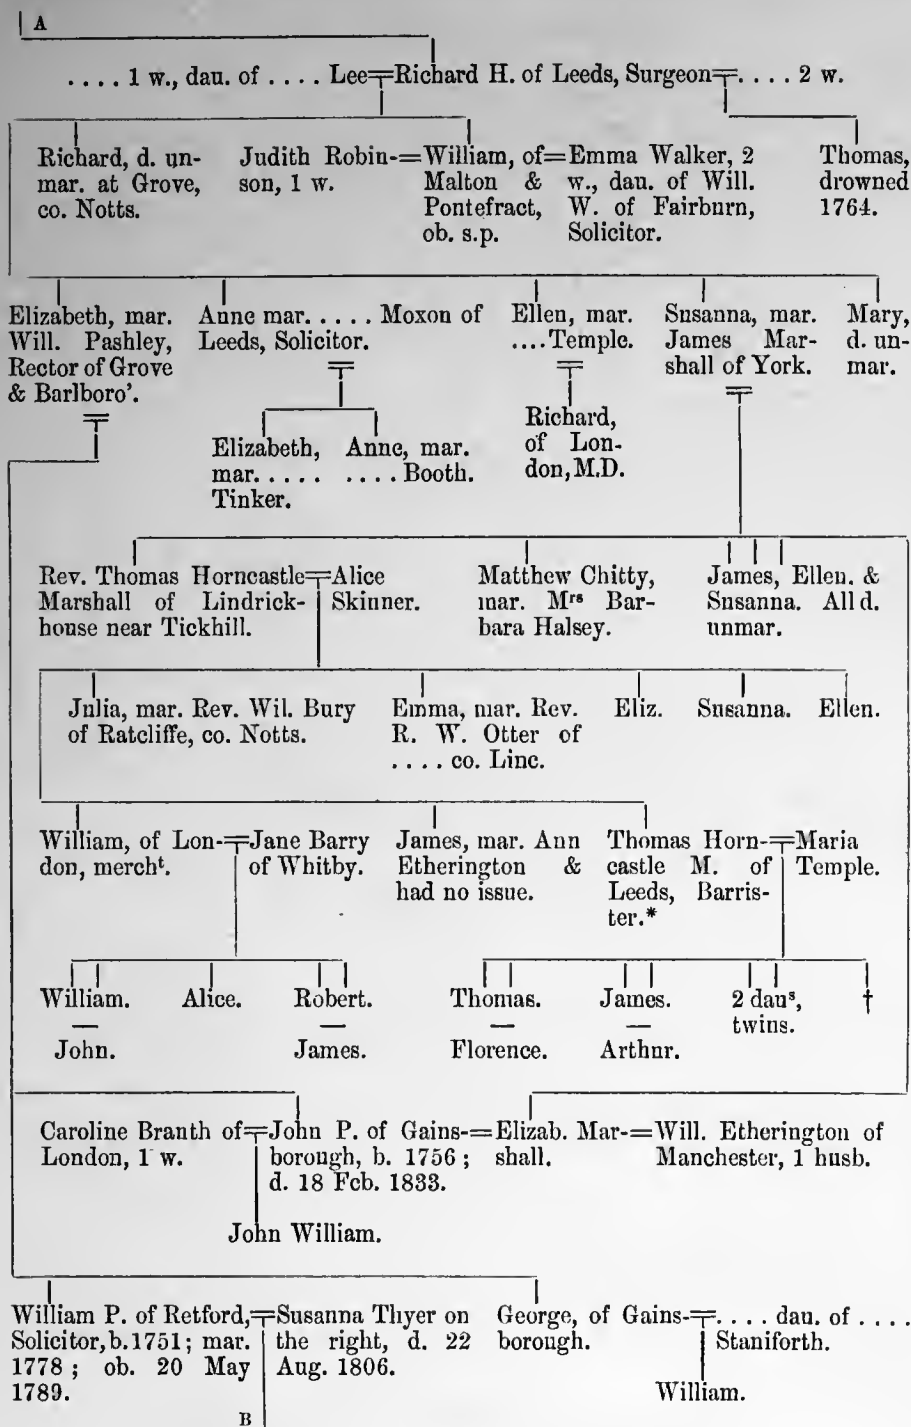 A
. . . . 1 w., dau. of . . . . Lee=Richard H. of Leeds, Surgeon=. . . . 2 w.
Richard, d. un-
mar. at Grove,
co. Notts.
Judith Robin-
son, 1 w.
=William, of
Malton &
Pontefract,
ob. s.p.
=Emma Walker, 2
w., dau. of Will.
W. of Fairburn,
Solicitor.
Thomas,
drowned
1764.
Elizabeth, mar.
Will. Pashley,
Rector of Grove
& Barlboro'.
Anne mar. . . . . Moxon of
Leeds, Solicitor.
Ellen, mar.
. . . . Temple.
Susanna, mar.
James Mar-
shall of York.
Mary,
d. un-
mar.
Elizabeth,
mar. . . . .
Tinker.
Anne, mar.
. . . . Booth.
Richard,
of Lon-
don, M.D.
Rev. Thomas Horncastle
Marshall of Lindrick-
house near Tickhill.
=Alice
Skinner.
Matthew Chitty,
mar. Mrs Bar-
bara Halsey.
James, Ellen. &
Susanna. All d.
unmar.
Julia, mar. Rev. Wil. Bury
of Ratcliffe, co. Notts.
Emma, mar. Rev.
R. W. Otter of
. . . . co. Linc.
Eliz.
Susanna.
Ellen.
William, of Lon-
don, mercht.
=Jane Barry
of Whitby.
James, mar. Ann
Etherington &
had no issue.
Thomas Horn-
castle M. of
Leeds, Barris-
ter.*
=Maria
Temple.
William.
—
John.
Alice.
Robert.
—
James.
Thomas.
—
Florence.
James.
—
Arthur.
2 daus,
twins.
†
Caroline Branth of
London, 1 w.
=John P. of Gains-
borough, b. 1756 ;
d. 18 Feb. 1833.
=Elizab. Mar-
shall.
=Will. Etherington of
Manchester, 1 husb.
John William.
William P. of Retford,
Solicitor, b. 1751 ; mar.
1778 ; ob. 20 May
1789.
=Susanna Thyer on
the right, d. 22
Aug. 1806.
George, of Gains-
borough.
=. . . . dau. of . . . .
Staniforth.
William.
B